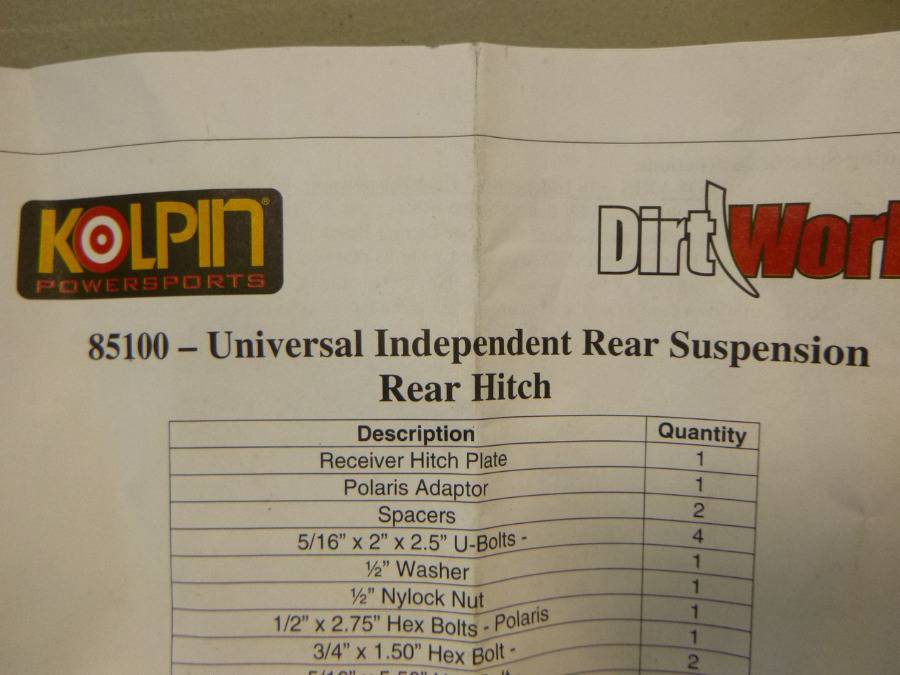 KOLPIN®
POWERSPORTS
DirtWor
85100 – Universal Independent Rear Suspension
Rear Hitch
Description Quantity
Receiver Hitch Plate 1
Polaris Adaptor 1
Spacers 2
5/16” x 2” x 2.5” U-Bolts - 4
½” Washer 1
½” Nylock Nut 1
1/2” x 2.75” Hex Bolts - Polaris 1
3/4” x 1.50” Hex Bolt - 1
2